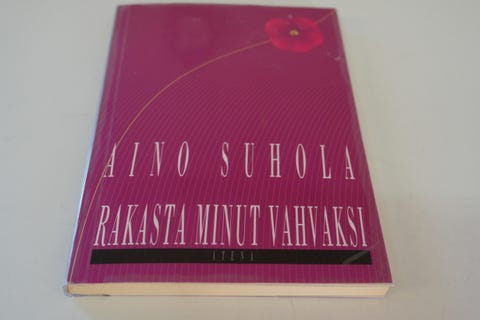 AINO SUHOLA
RAKASTA MINUT VAHVAKSI
ATENA